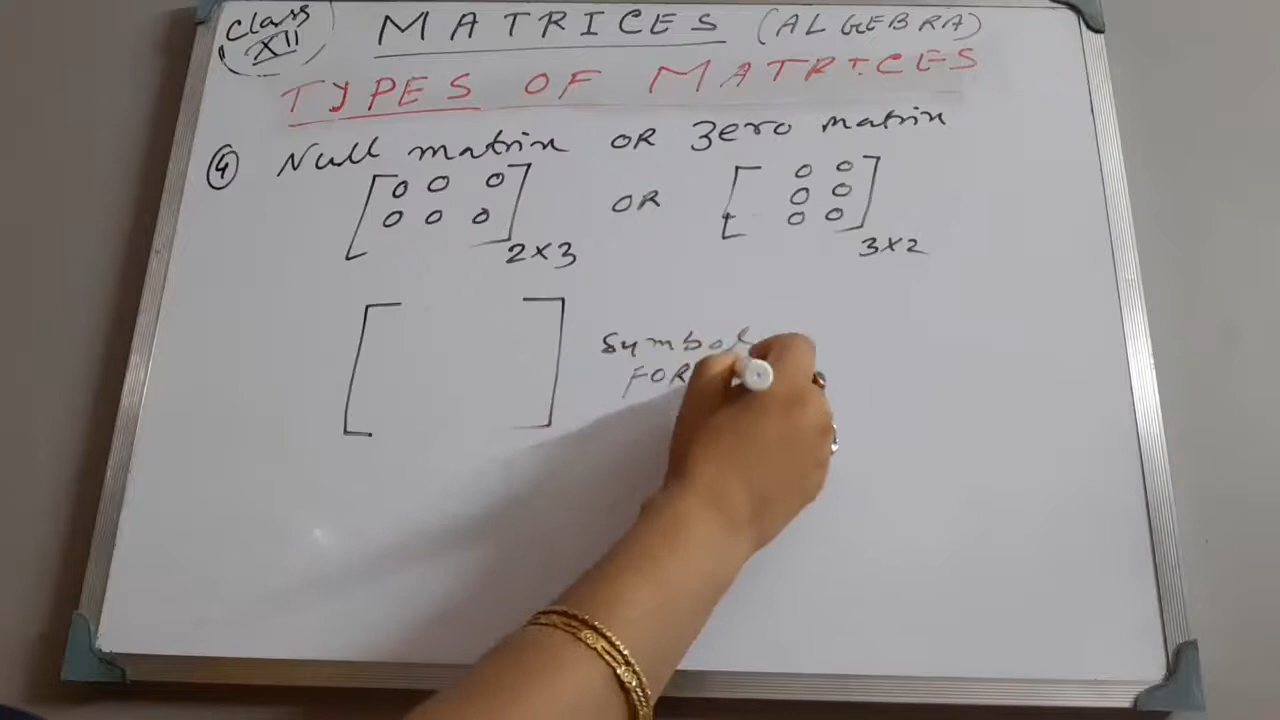 Class XII
MATRICES (ALGEBRA)
TYPES OF MATRICES
④ Null matrix OR Zero matrix
[0 0 0
0 0 0] 2×3
OR
[0 0
0 0
0 0] 3×2
[ ]
Symbol
FOR